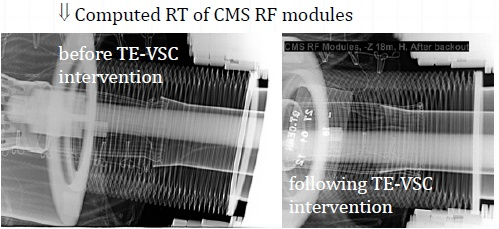 ⇓ Computed RT of CMS RF modules
before TE-VSC
intervention
CMS RF Modules, -Z 18m, H, After backout
following TE-VSC
intervention